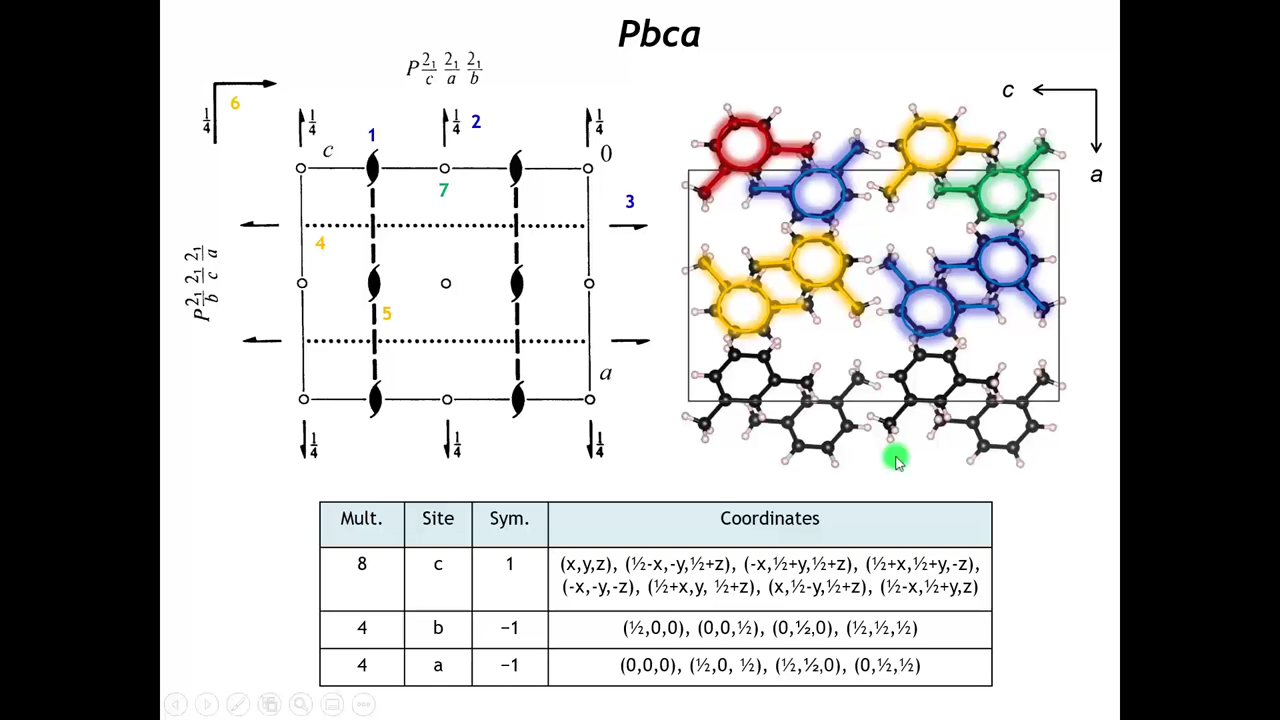 Pbca
P 2₁/c 2₁/a 2₁/b
6
¼
¼ ¼ ¼
1 2
c 0
7
3
4
P 2₁/b 2₁/c 2₁/a
5
a
¼ ¼ ¼
c
a
Mult. Site Sym. Coordinates
8 c 1 (x,y,z), (½-x,-y,½+z), (-x,½+y,½+z), (½+x,½+y,-z),
(-x,-y,-z), (½+x,y, ½+z), (x,½-y,½+z), (½-x,½+y,z)
4 b −1 (½,0,0), (0,0,½), (0,½,0), (½,½,½)
4 a −1 (0,0,0), (½,0, ½), (½,½,0), (0,½,½)